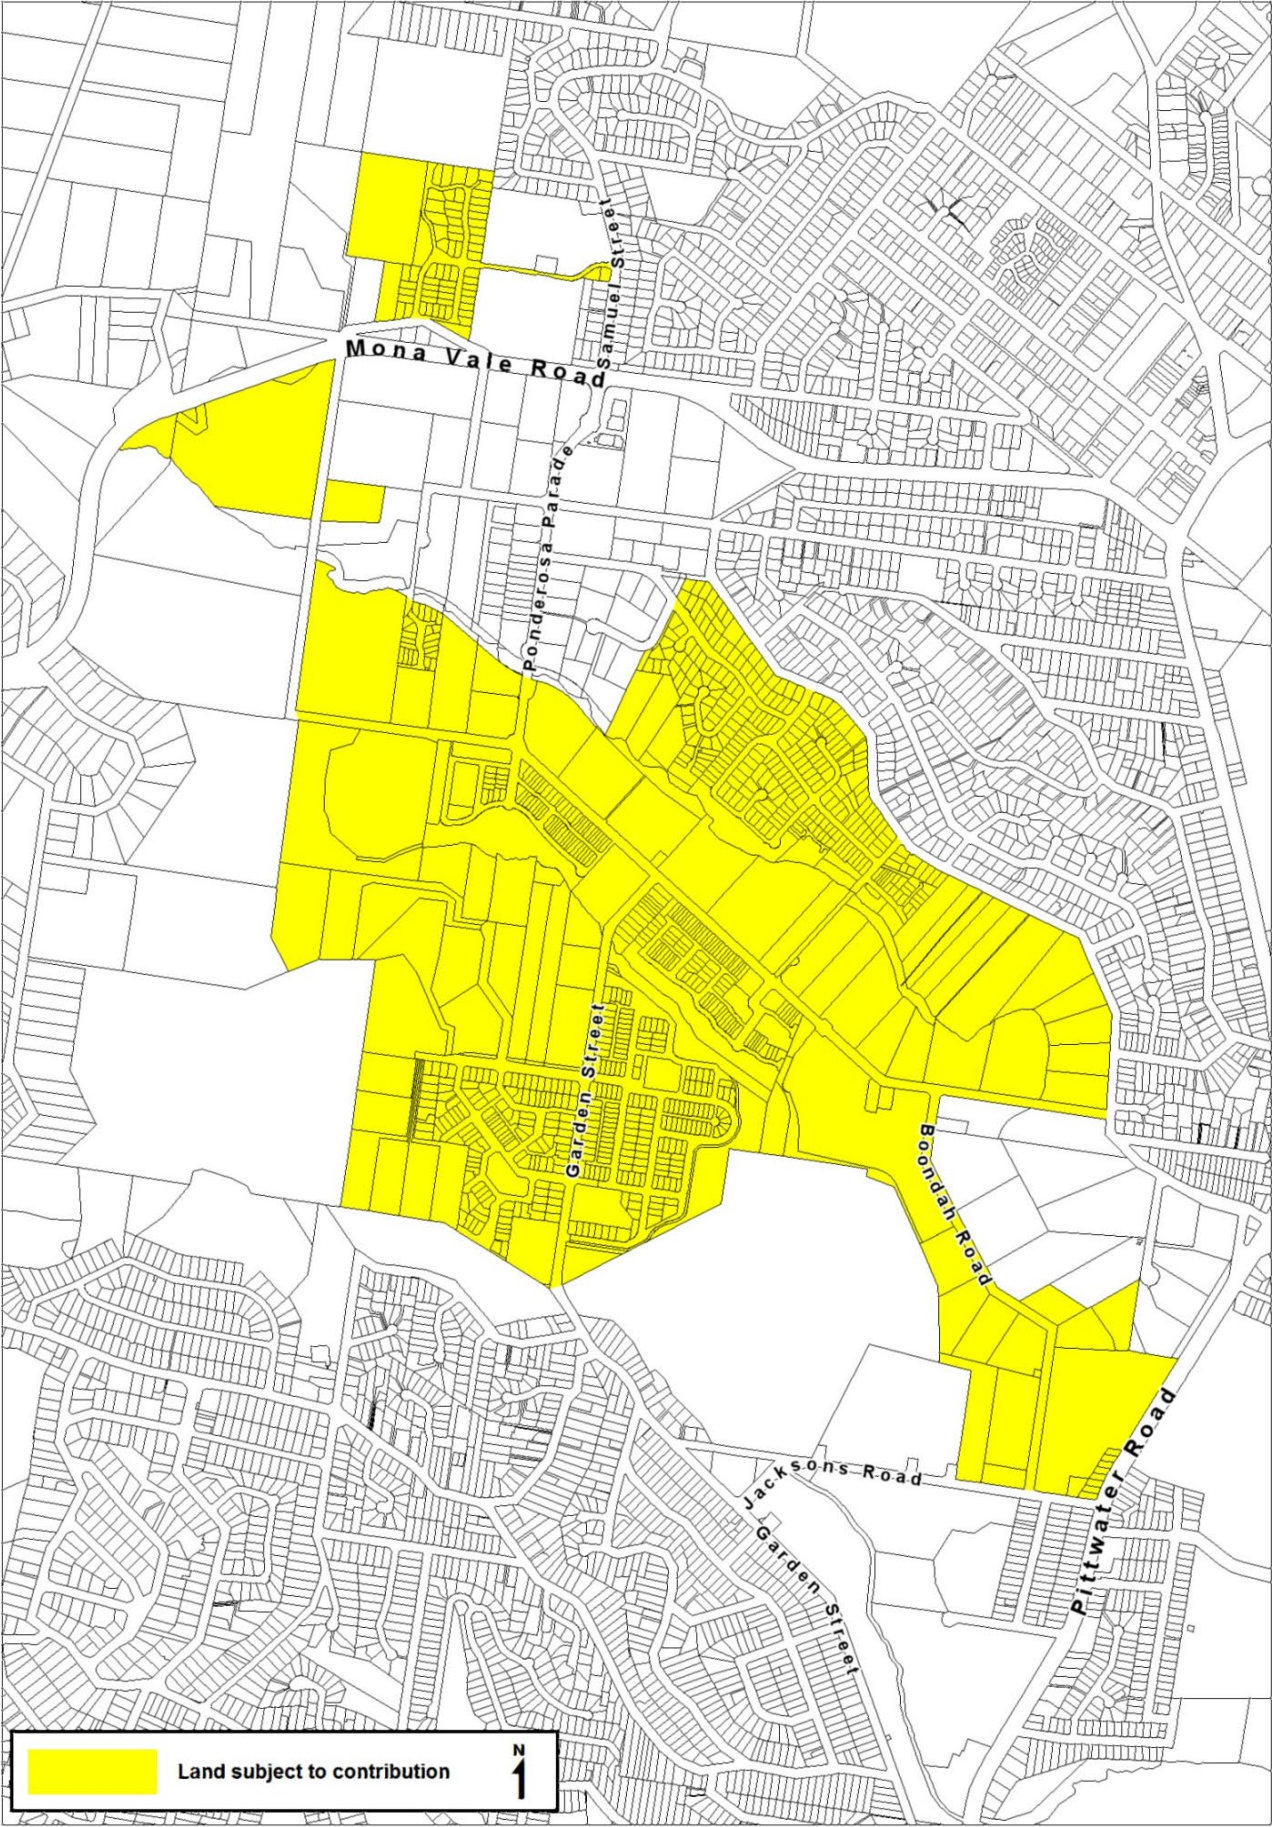 Samuel Street
Mona Vale Road
Ponderosa Parade
Garden Street
Boondah Road
Pittwater Road
Jacksons Road
Garden Street
N
Land subject to contribution